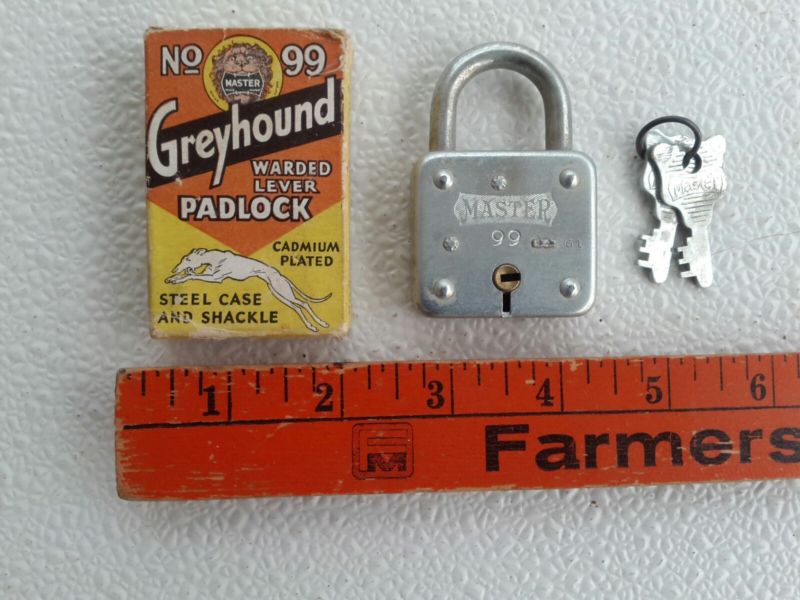 No 99
MASTER
Greyhound
WARDED
LEVER
PADLOCK
CADMIUM
PLATED
STEEL CASE
AND SHACKLE
MASTER
99
Master
1 2 3 4 5 6
FM
Farmers